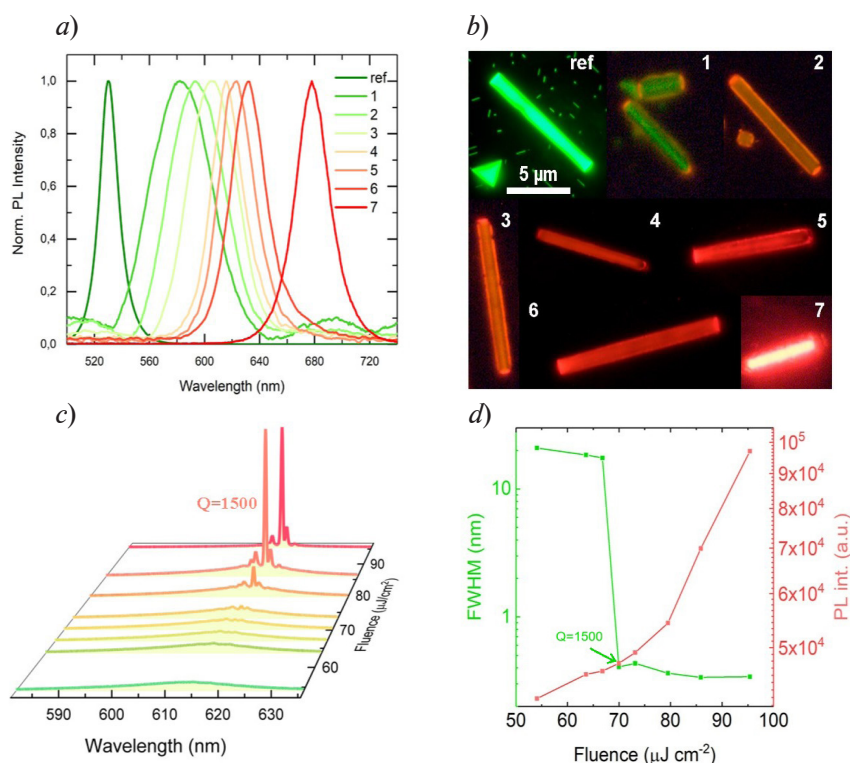 a)
Norm. PL Intensity
1,0
0,8
0,6
0,4
0,2
0,0
520 560 600 640 680 720
Wavelength (nm)
ref
1
2
3
4
5
6
7
b)
ref 1 2
5 µm
3 4 5
6 7
c)
Q=1500
90
80
70
60
Fluence (µJ/cm²)
590 600 610 620 630
Wavelength (nm)
d)
FWHM (nm)
10
1
Q=1500
10⁵
9x10⁴
8x10⁴
7x10⁴
6x10⁴
5x10⁴
PL int. (a.u.)
50 60 70 80 90 100
Fluence (µJ cm⁻²)